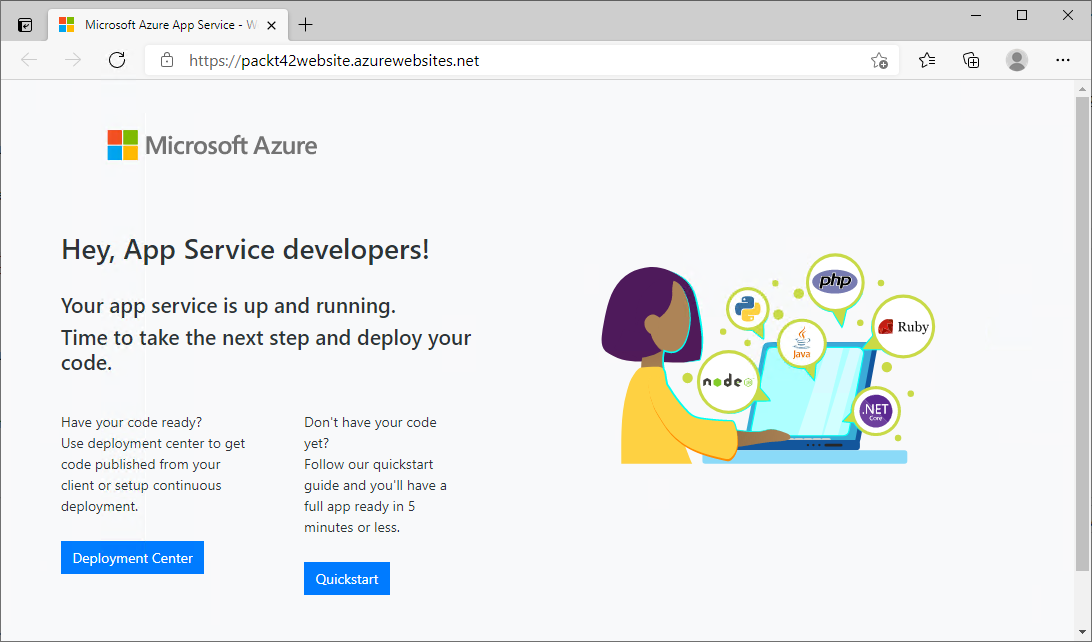 Microsoft Azure App Service - W
https://packt42website.azurewebsites.net
Microsoft Azure
Hey, App Service developers!
Your app service is up and running.
Time to take the next step and deploy your
code.
Have your code ready?
Use deployment center to get
code published from your
client or setup continuous
deployment.
Deployment Center
Don't have your code
yet?
Follow our quickstart
guide and you'll have a
full app ready in 5
minutes or less.
Quickstart
php
Ruby
Java
node
.NET
Core